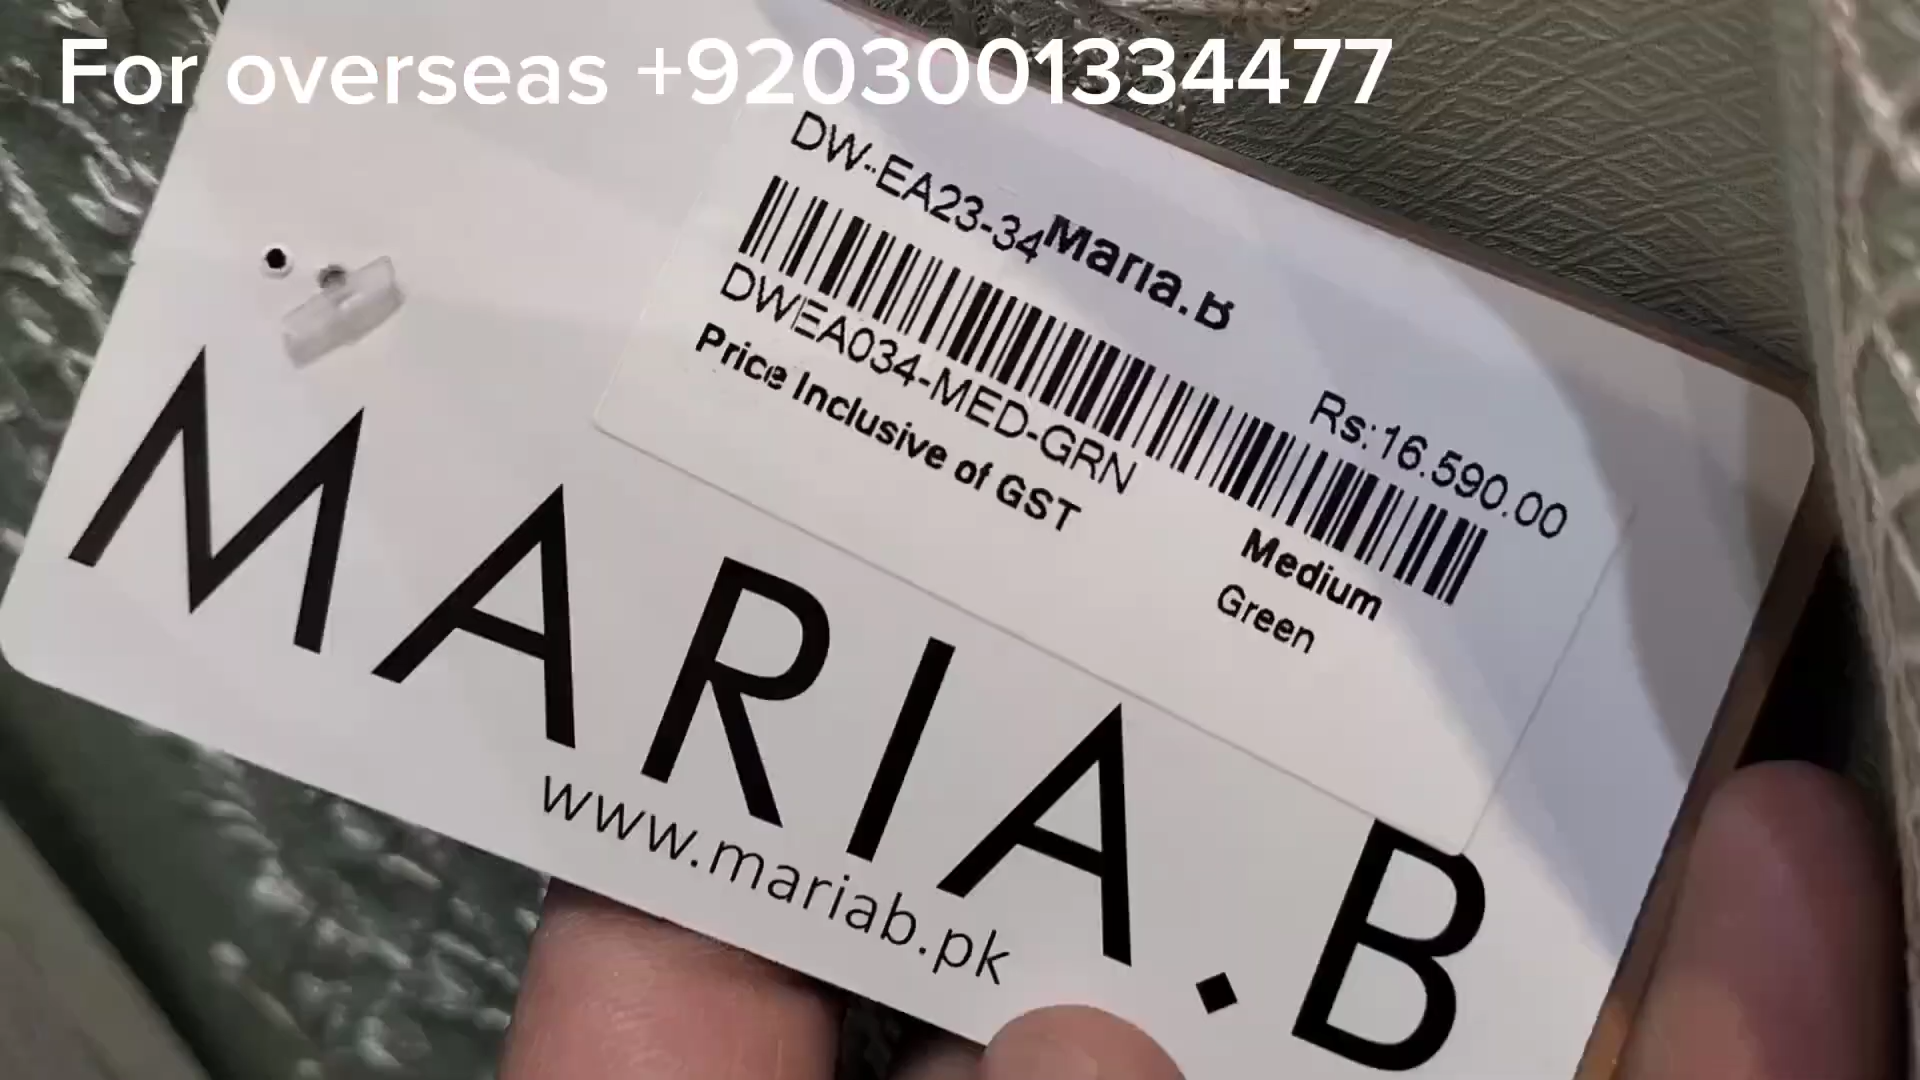 For overseas +9203001334477
DW-EA23-34
Maria.B
Rs:16.590.00
DWEA034-MED-GRN
Medium
Price Inclusive of GST
Green
MARIA.B
www.mariab.pk